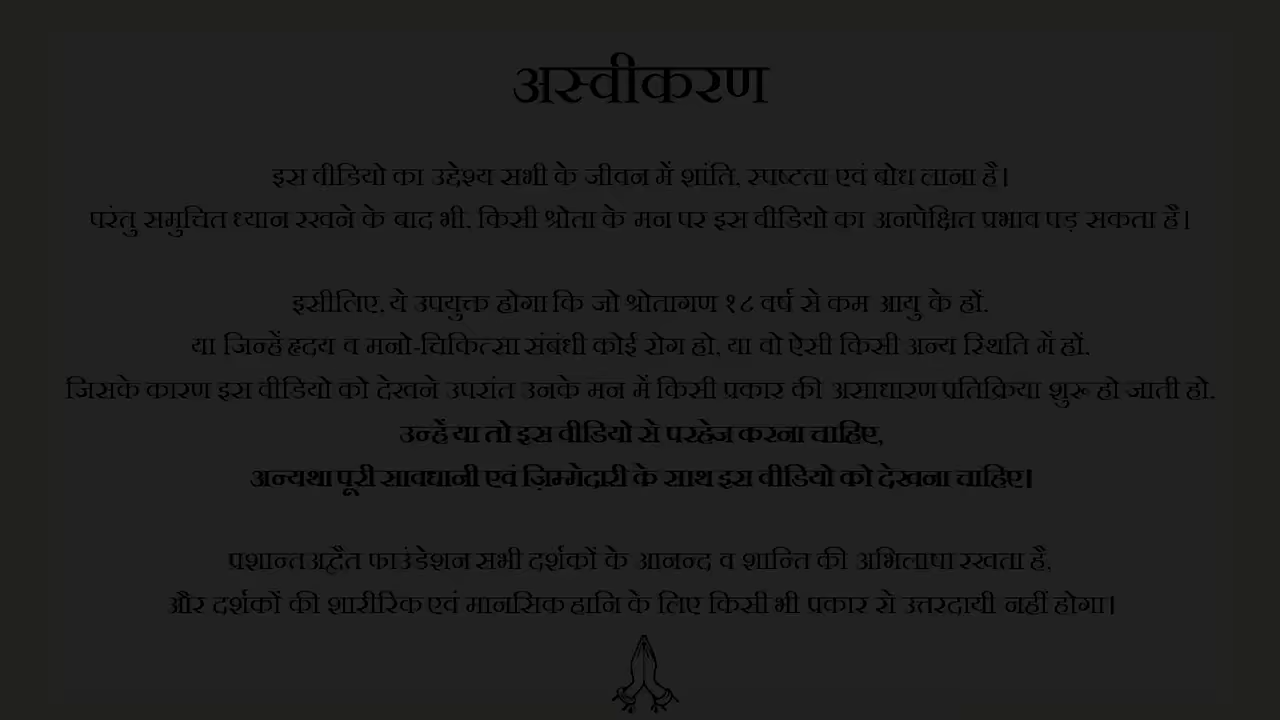 अस्वीकरण
इस वीडियो का उद्देश्य सभी के जीवन में शांति, स्पष्टता एवं बोध लाना है।
परंतु समुचित ध्यान रखने के बाद भी, किसी श्रोता के मन पर इस वीडियो का अनपेक्षित प्रभाव पड़ सकता है।
इसीलिए, ये उपयुक्त होगा कि जो श्रोतागण १८ वर्ष से कम आयु के हों,
या जिन्हें हृदय व मनो-चिकित्सा संबंधी कोई रोग हो, या वो ऐसी किसी अन्य स्थिति में हों,
जिसके कारण इस वीडियो को देखने उपरांत उनके मन में किसी प्रकार की असाधारण प्रतिक्रिया शुरू हो जाती हो,
उन्हें या तो इस वीडियो से परहेज करना चाहिए,
अन्यथा पूरी सावधानी एवं ज़िम्मेदारी के साथ इस वीडियो को देखना चाहिए।
प्रशान्तअद्वैत फाउंडेशन सभी दर्शकों के आनन्द व शान्ति की अभिलाषा रखता है,
और दर्शकों की शारीरिक एवं मानसिक हानि के लिए किसी भी प्रकार से उत्तरदायी नहीं होगा।